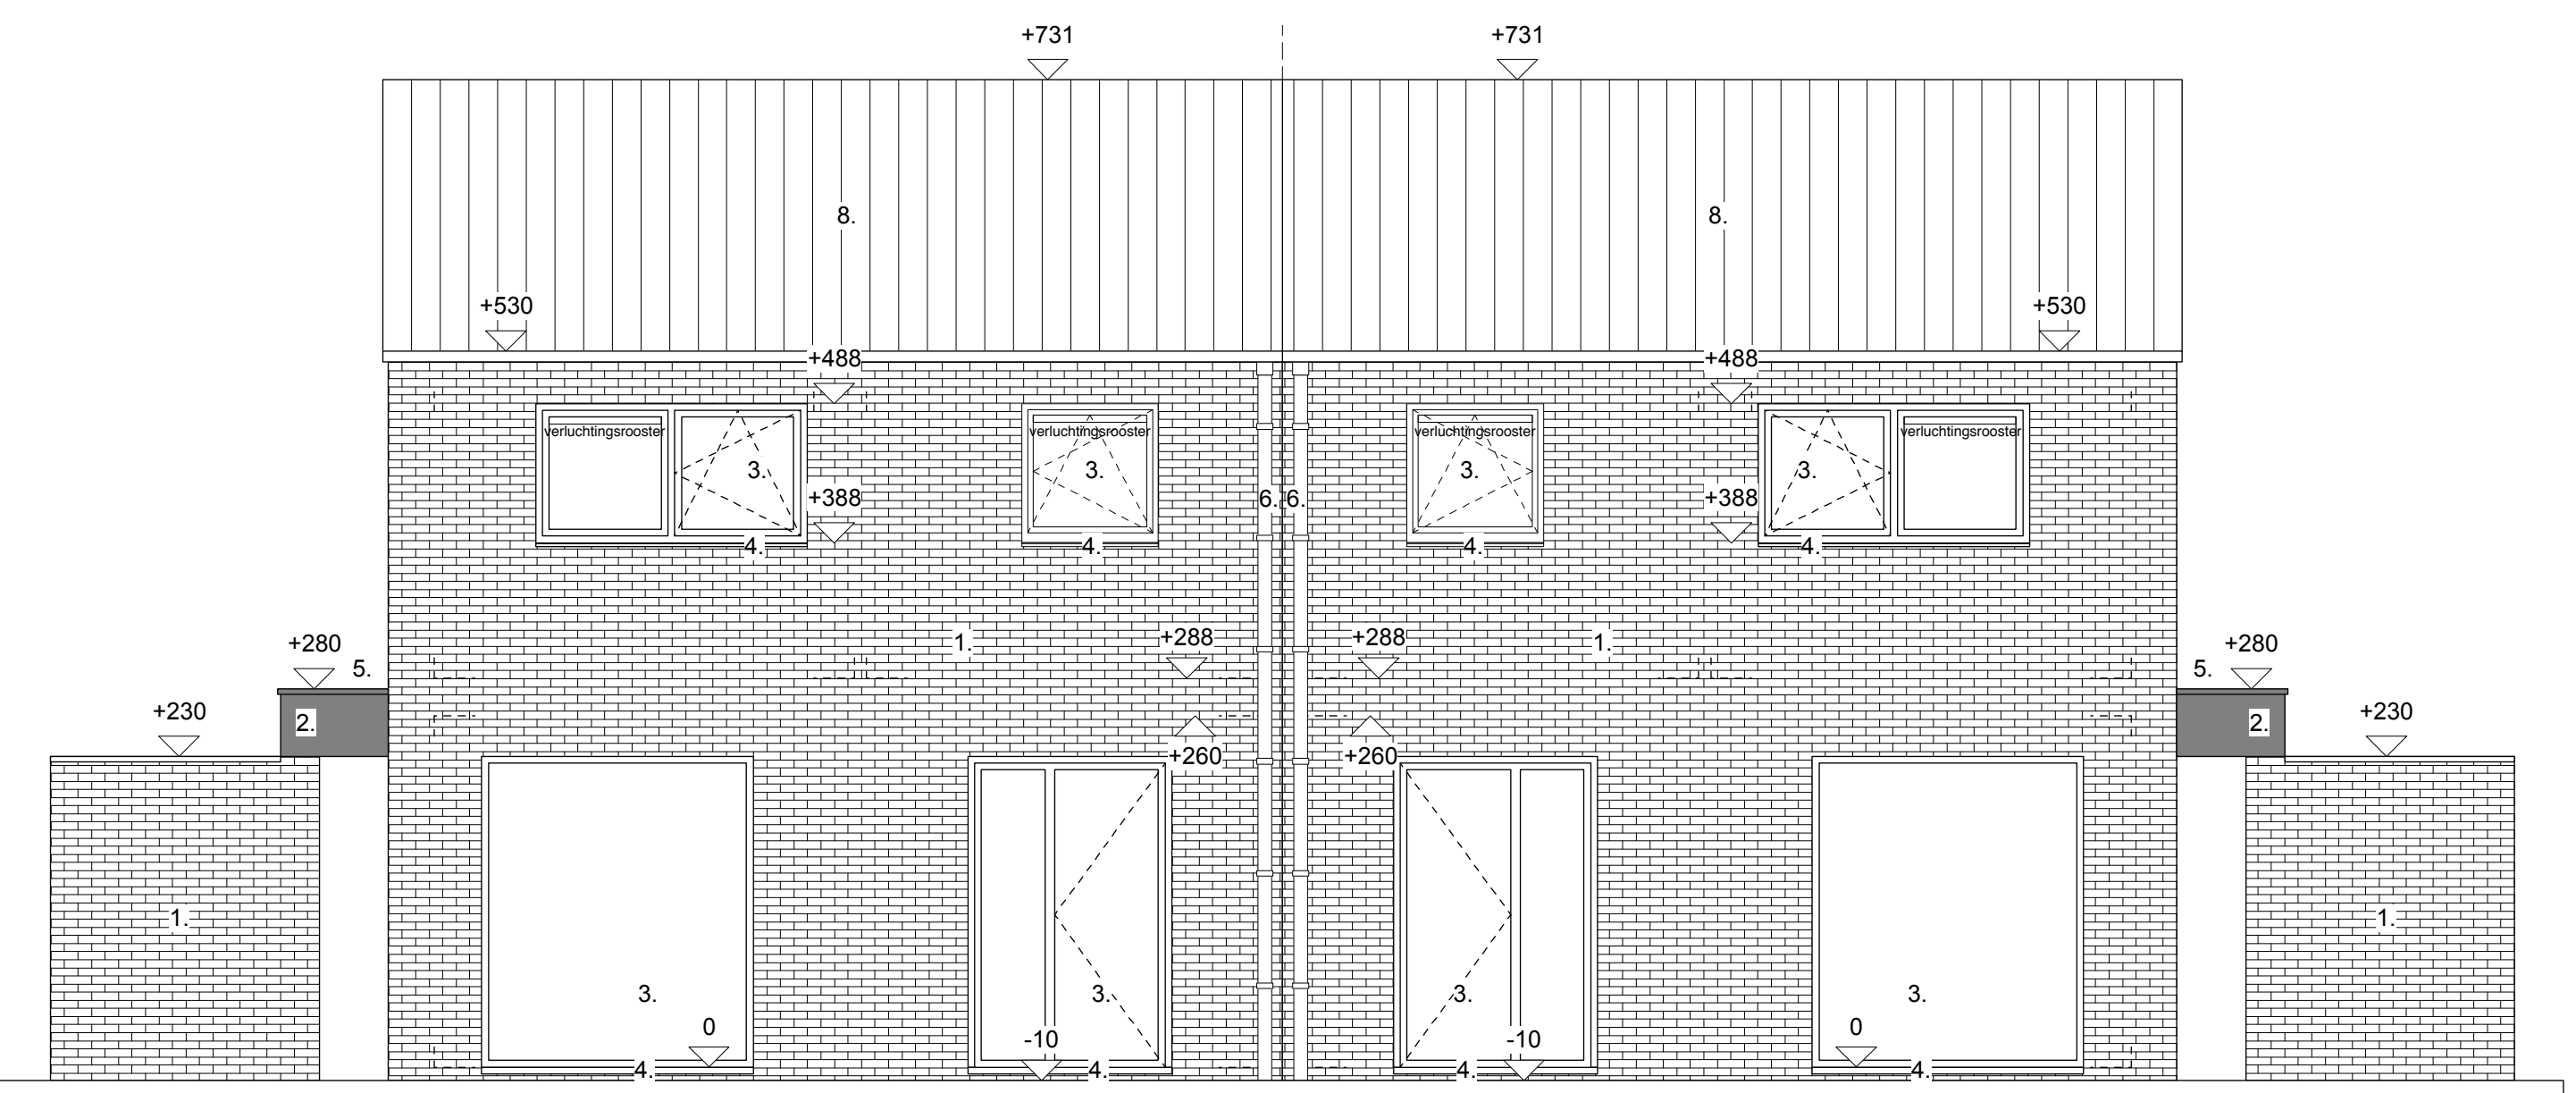 +731 +731
8. 8.
+530 +530
+488 +488
verluchtingsrooster verluchtingsrooster verluchtingsrooster verluchtingsrooster
3. 3. 3. 3.
+388 6. 6. +388
4. 4. 4. 4.
+280 5. 1. +288 +288 1. 5. +280
+230 2. 2. +230
+260 +260
1. 1.
3. 3. 3. 3.
0 -10 -10 0
4. 4. 4. 4.